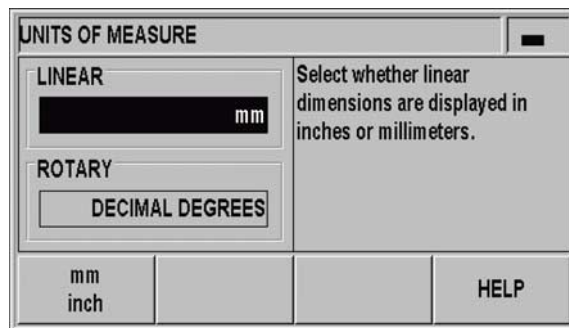 UNITS OF MEASURE
LINEAR
mm
ROTARY
DECIMAL DEGREES
Select whether linear
dimensions are displayed in
inches or millimeters.
mm
inch
HELP